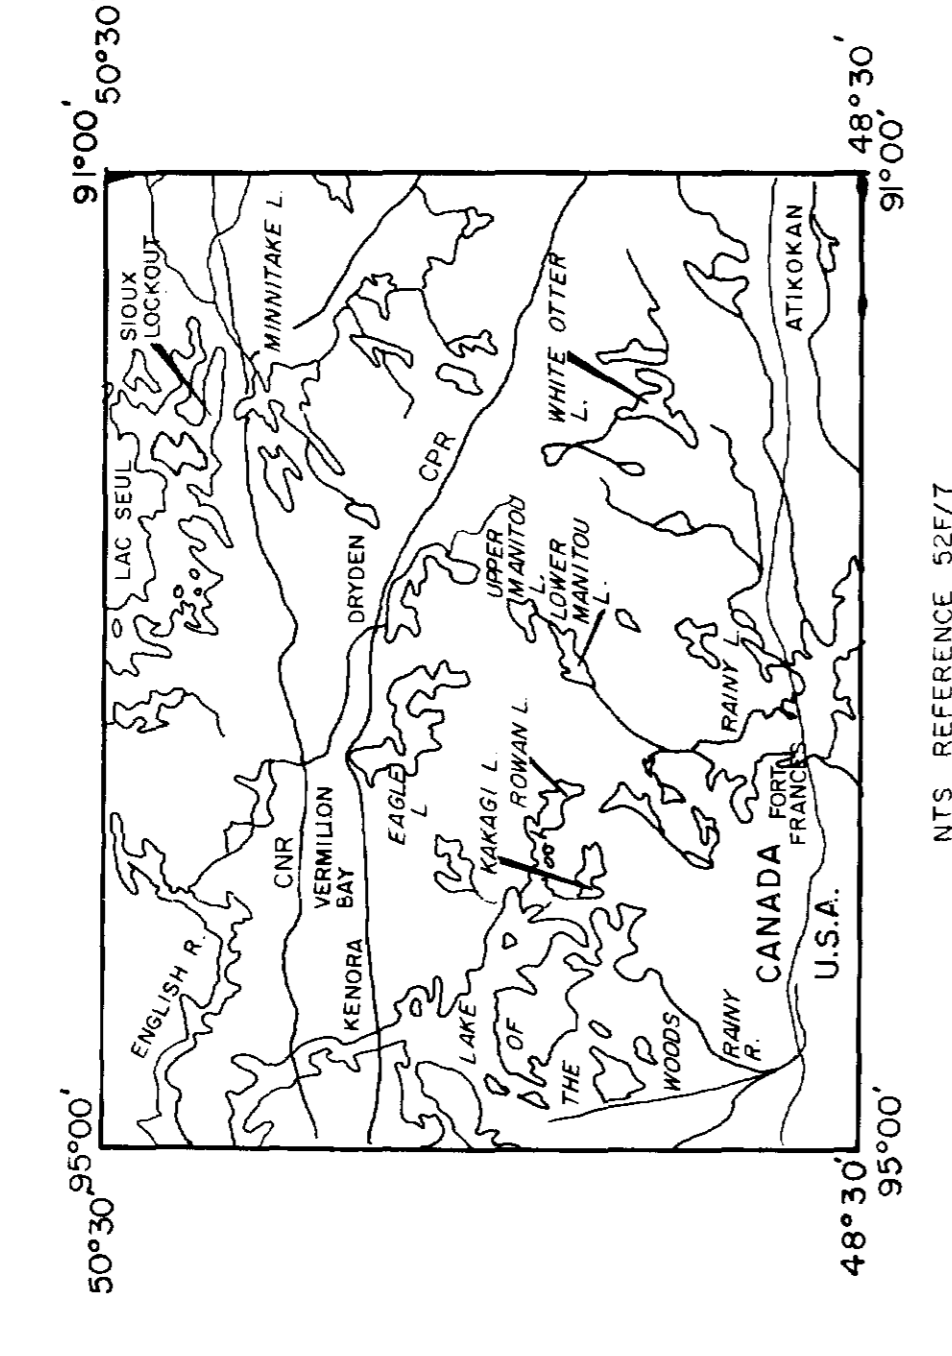 50°30'
95°00'
91°00'
50°30
LAC SEUL
SIOUX
LOCKOUT
ENGLISH R.
CNR
MINNITAKE L.
VERMILION
BAY
KENORA
DRYDEN
EAGLE
L
CPR
LAKE
OF
THE
WOODS
KAKAGI L.
ROWAN L.
UPPER
MANITOU
L.
LOWER
MANITOU
L.
WHITE OTTER
L.
RAINY
R.
RAINY L.
CANADA
FORT
FRANCES
U.S.A.
ATIKOKAN
48°30'
95°00'
48°30'
91°00'
NTS REFERENCE 52F/7